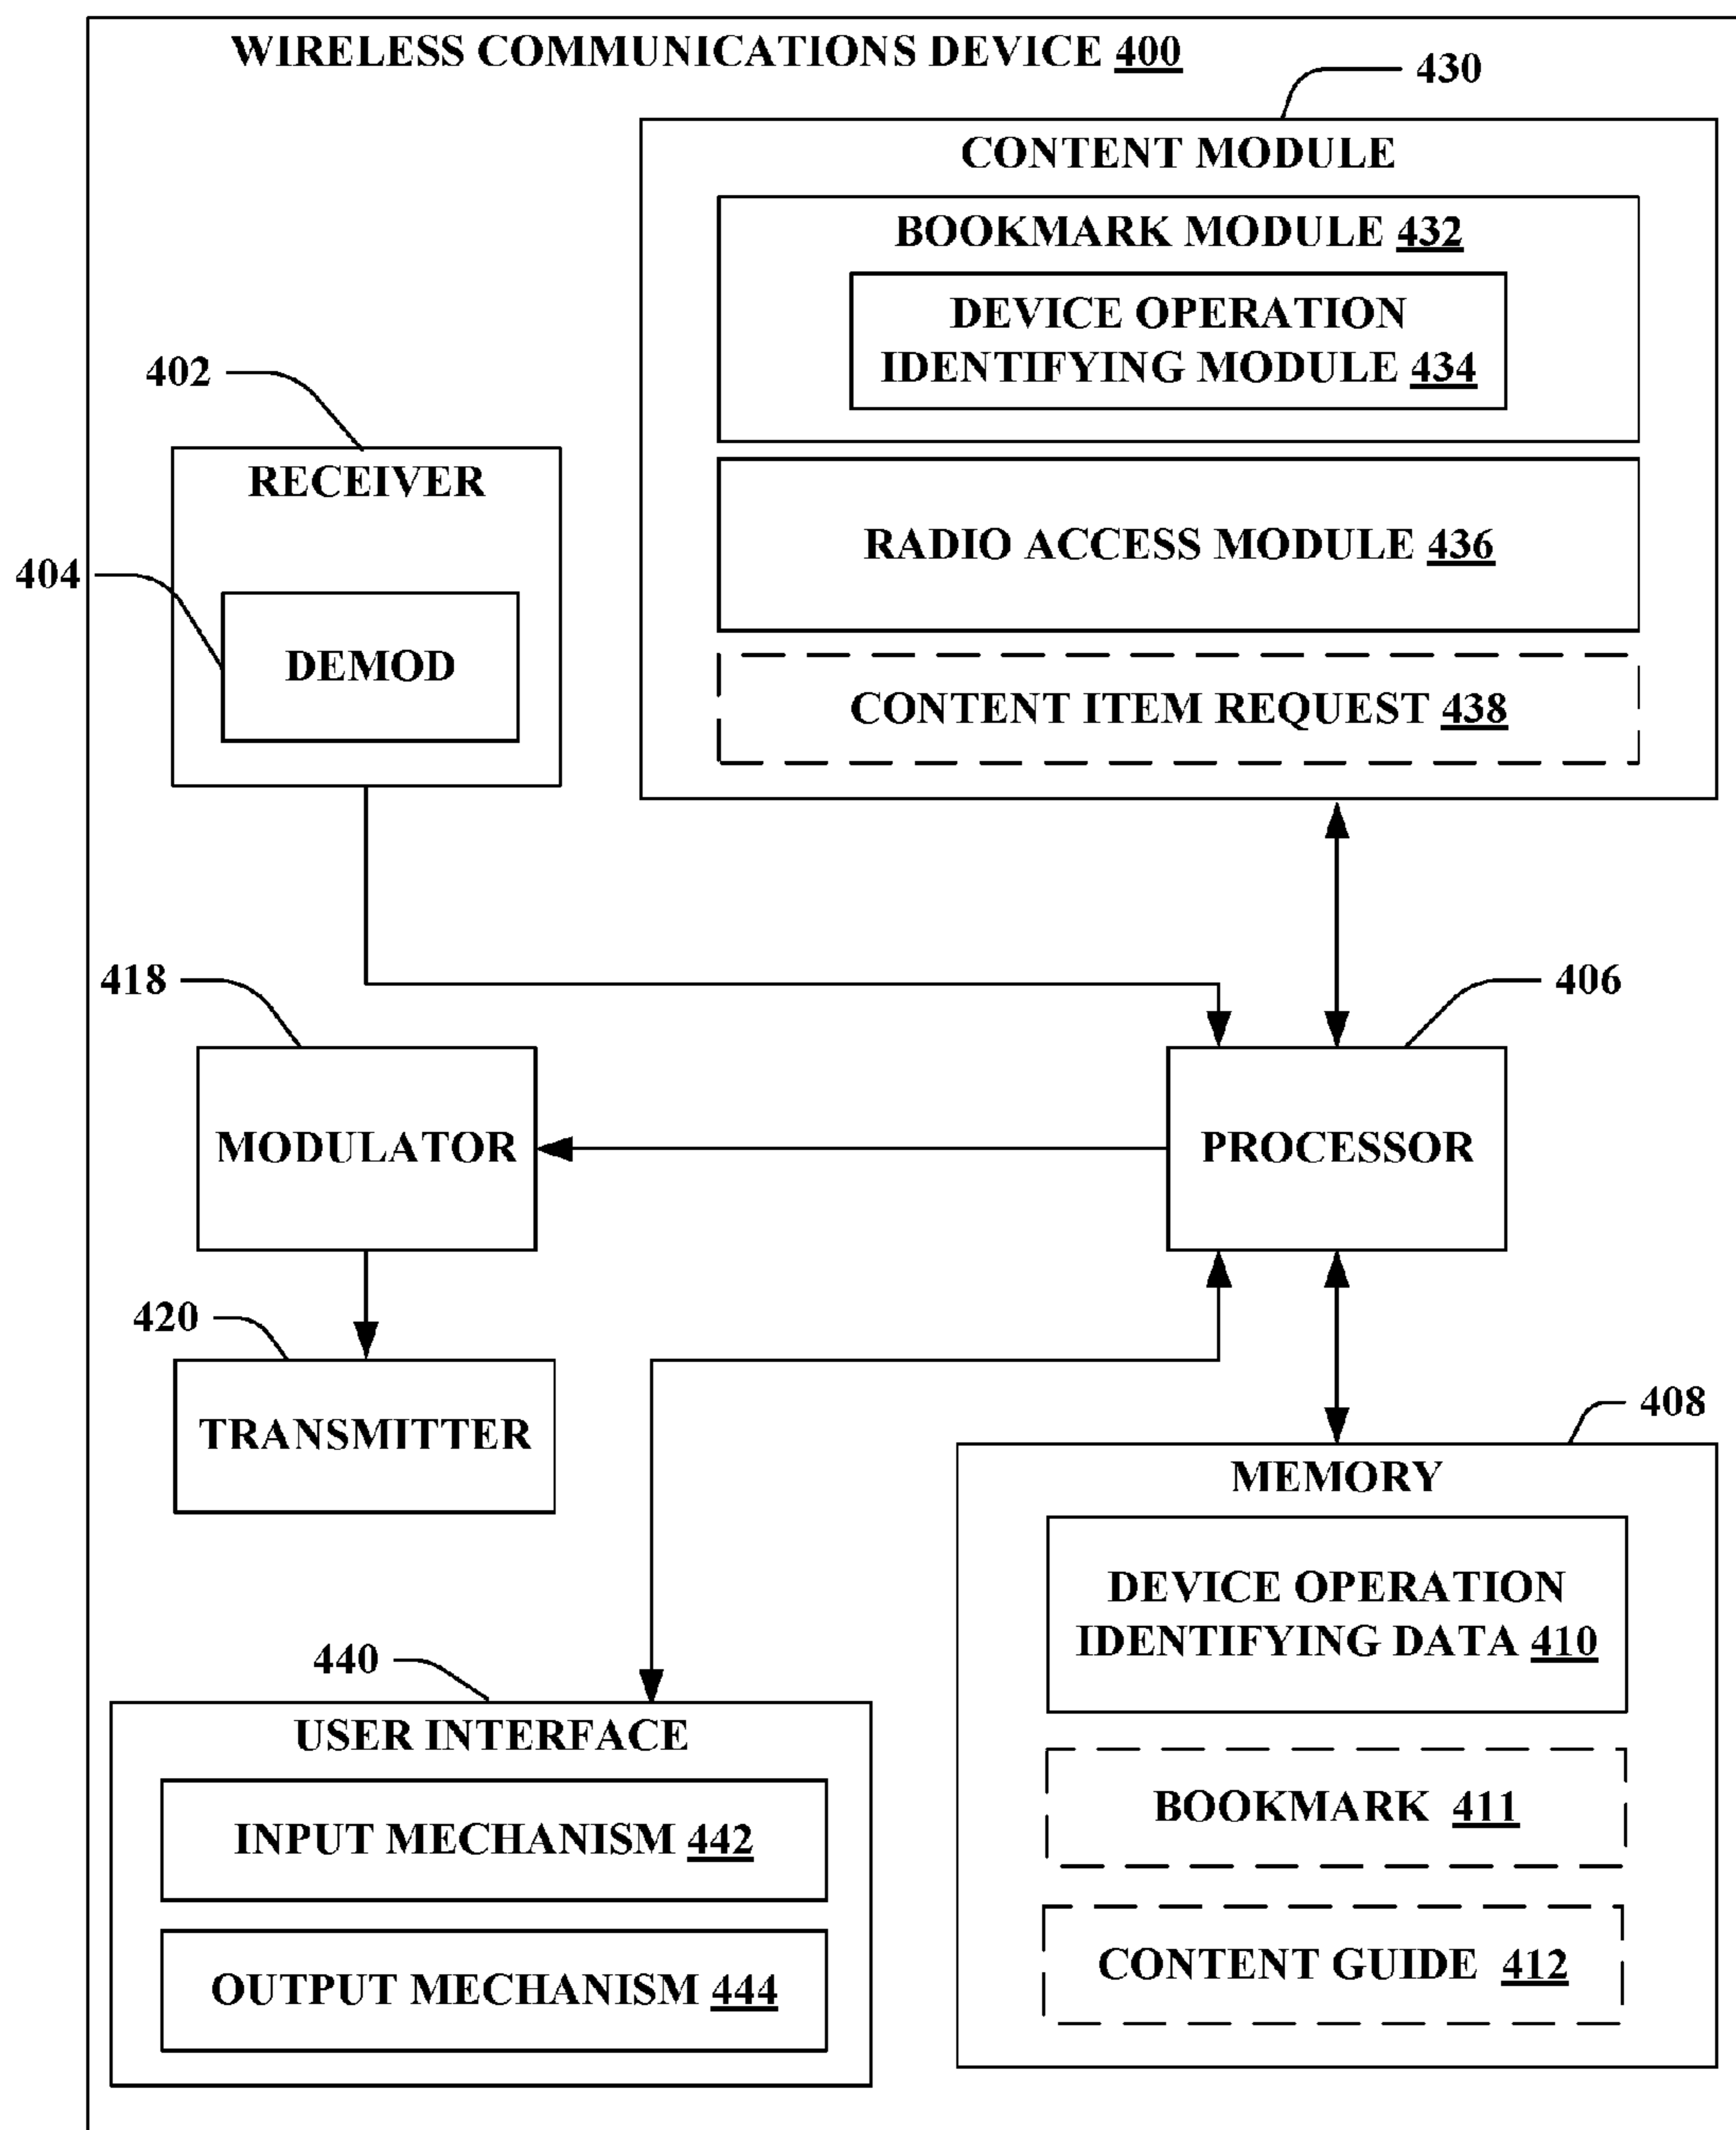 WIRELESS COMMUNICATIONS DEVICE 400
430
CONTENT MODULE
BOOKMARK MODULE 432
DEVICE OPERATION
IDENTIFYING MODULE 434
402
RECEIVER
RADIO ACCESS MODULE 436
404
DEMOD
CONTENT ITEM REQUEST 438
418
406
MODULATOR
PROCESSOR
420
TRANSMITTER
408
MEMORY
DEVICE OPERATION
IDENTIFYING DATA 410
440
USER INTERFACE
BOOKMARK 411
INPUT MECHANISM 442
CONTENT GUIDE 412
OUTPUT MECHANISM 444